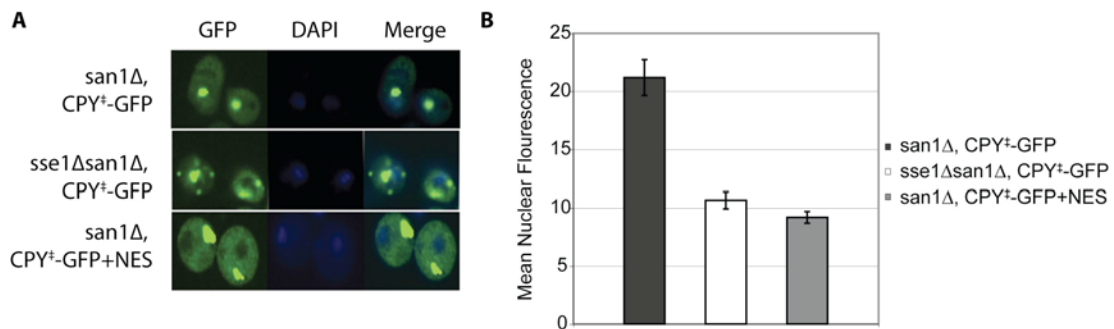 A
GFP DAPI Merge
san1Δ,
CPY‡-GFP
sse1Δsan1Δ,
CPY‡-GFP
san1Δ,
CPY‡-GFP+NES
B
Mean Nuclear Flourescence
25
20
15
10
5
0
san1Δ, CPY‡-GFP
sse1Δsan1Δ, CPY‡-GFP
san1Δ, CPY‡-GFP+NES